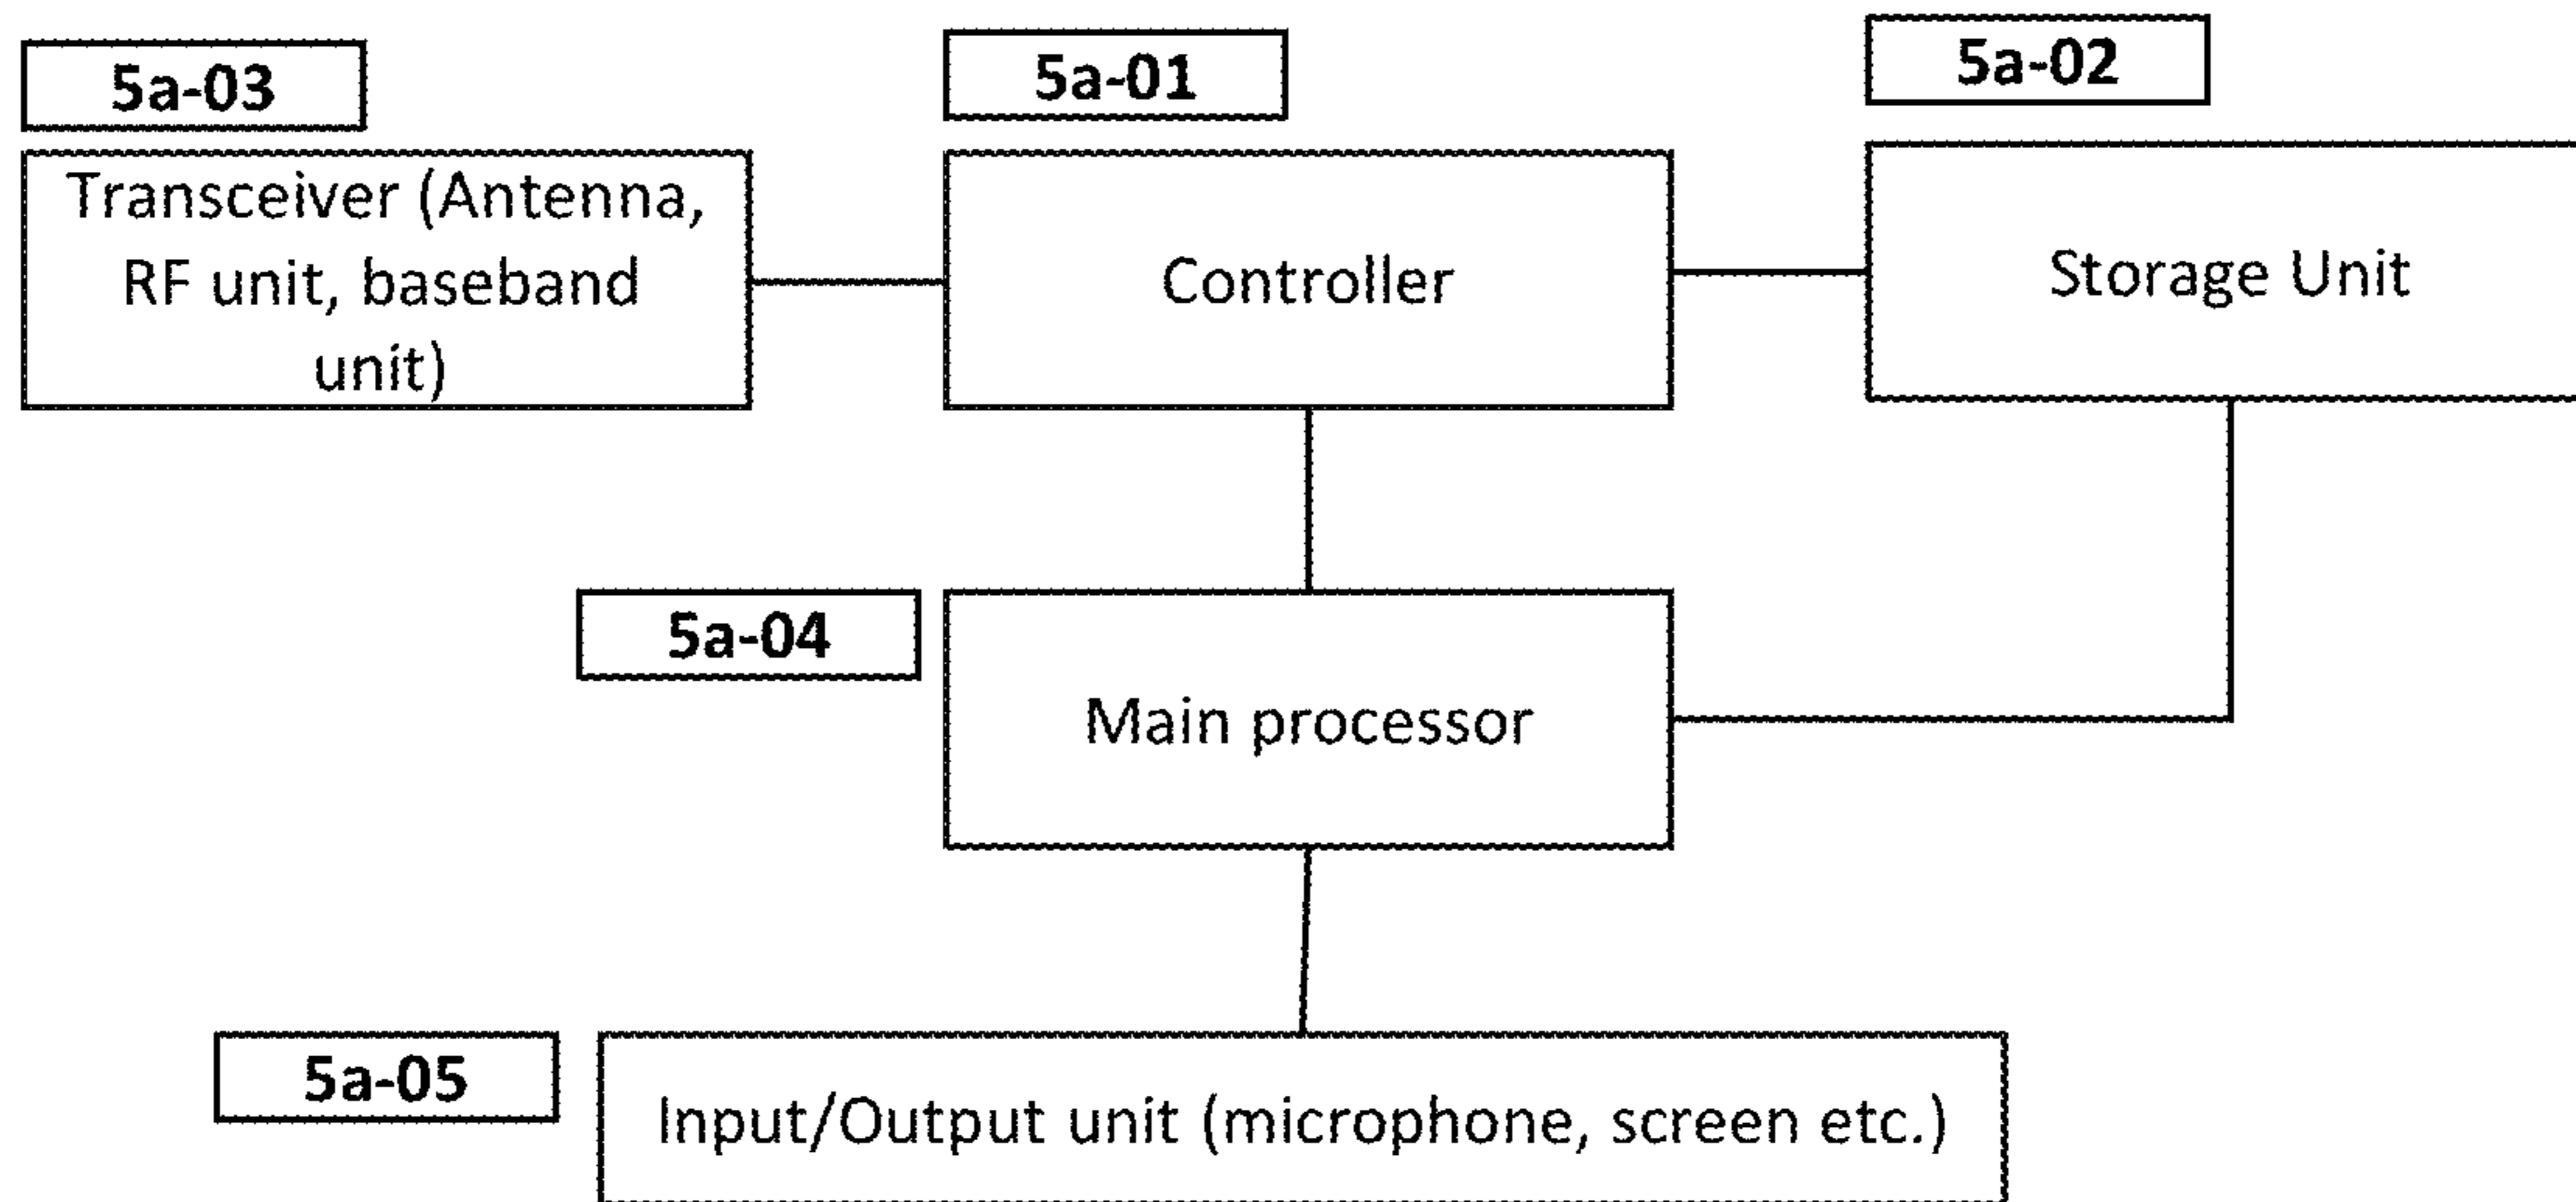 5a-03
5a-01
5a-02
Transceiver (Antenna,
RF unit, baseband
unit)
Controller
Storage Unit
5a-04
Main processor
5a-05
Input/Output unit (microphone, screen etc.)